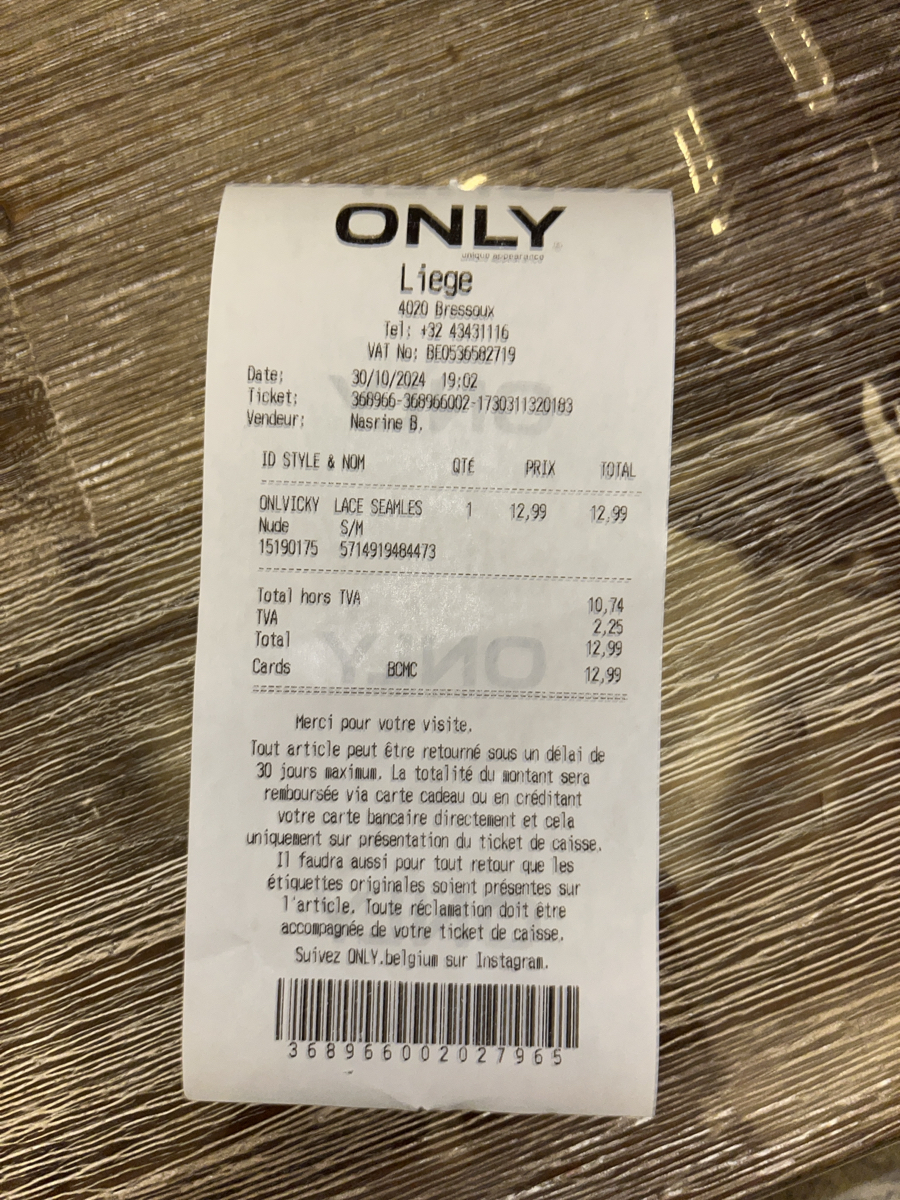 ONLY
unique appearance
Liege
4020 Bressoux
Tel: +32 43431116
VAT No: BE0536582719
Date: 30/10/2024 19:02
Ticket: 368966-368966002-1730311320183
Vendeur: Nasrine B.
ID STYLE & NOM QTÉ PRIX TOTAL
ONLVICKY LACE SEAMLES 1 12,99 12,99
Nude S/M
15190175 5714919484473
Total hors TVA 10,74
TVA 2,25
Total 12,99
Cards BCMC 12,99
Merci pour votre visite.
Tout article peut être retourné sous un délai de
30 jours maximum. La totalité du montant sera
remboursée via carte cadeau ou en créditant
votre carte bancaire directement et cela
uniquement sur présentation du ticket de caisse.
Il faudra aussi pour tout retour que les
étiquettes originales soient présentes sur
l'article. Toute réclamation doit être
accompagnée de votre ticket de caisse.
Suivez ONLY.belgium sur Instagram.
368966002027965